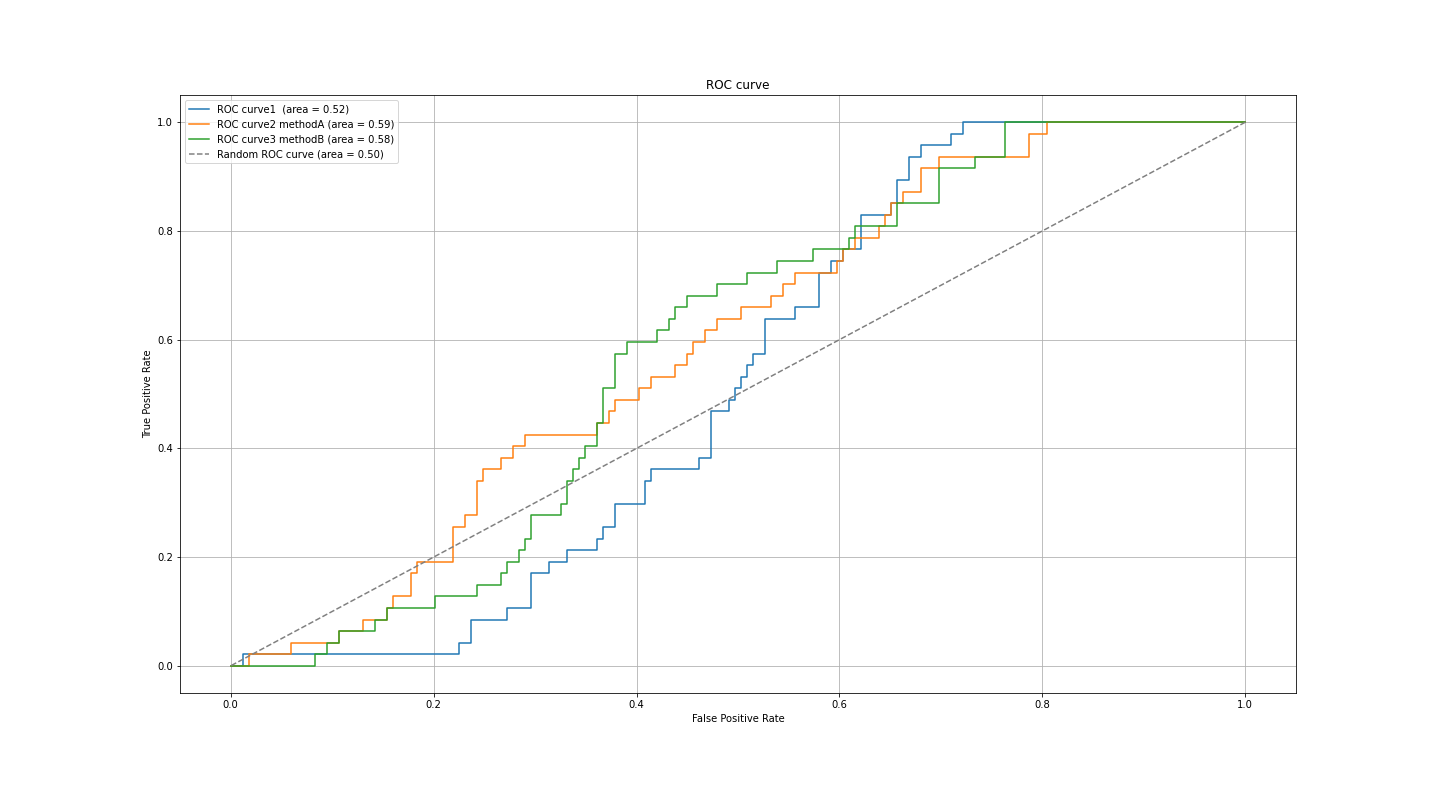 ROC curve
ROC curve1  (area = 0.52)
ROC curve2 methodA (area = 0.59)
ROC curve3 methodB (area = 0.58)
Random ROC curve (area = 0.50)
1.0
0.8
0.6
0.4
0.2
0.0
True Positive Rate
0.0 0.2 0.4 0.6 0.8 1.0
False Positive Rate